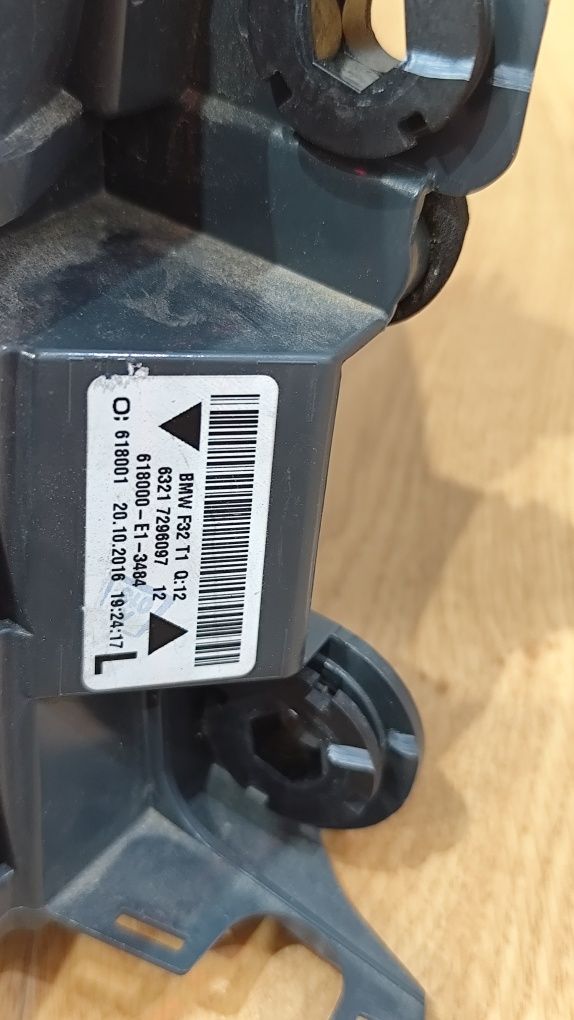 BMW F32 T1 Q:12
6321 7296097 12
618000-E1-3484
O: 618001 20.10.2016 19:24:17
L